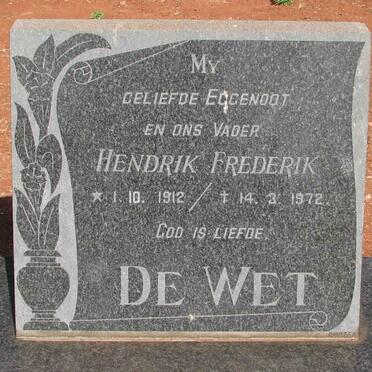 MY
GELIEFDE EGGENOOT
EN ONS VADER
HENDRIK FREDERIK
* 1. 10. 1912 / † 14. 3. 1972.
GOD IS LIEFDE.
DE WET